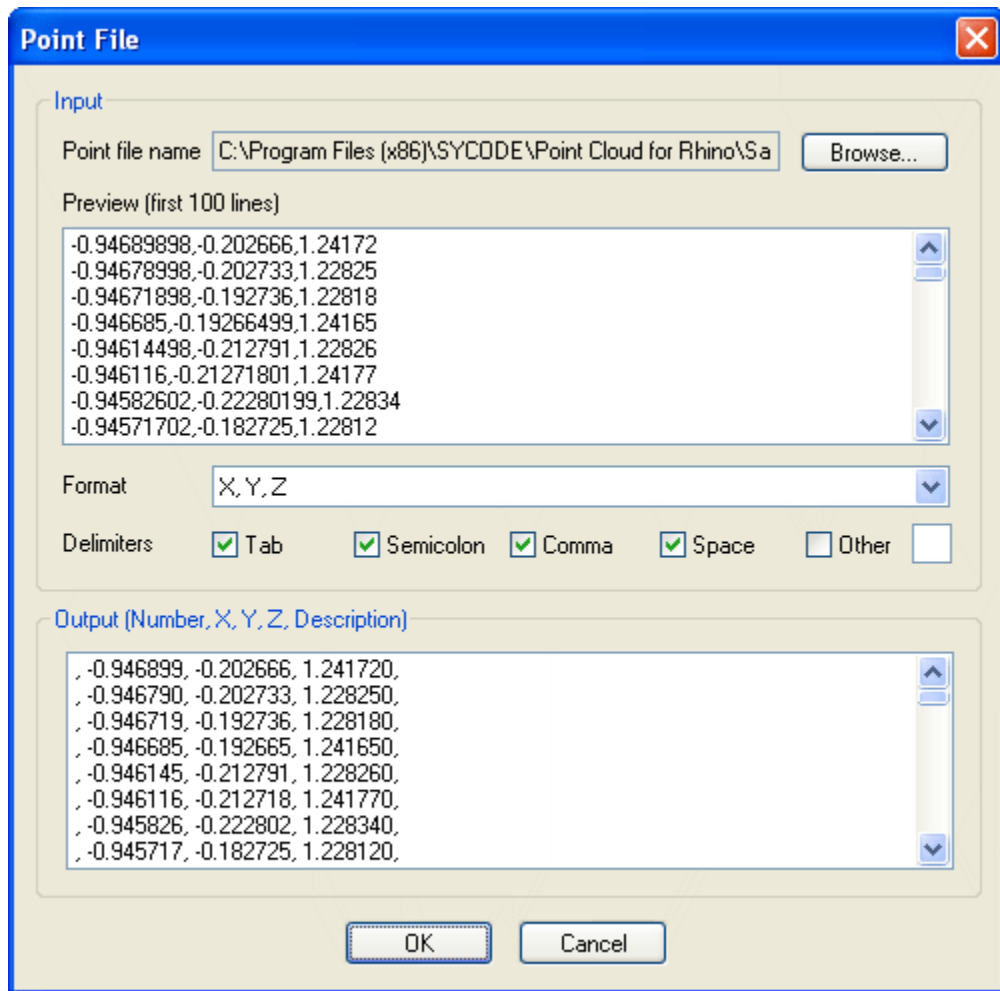 Point File
Input
Point file name C:\Program Files (x86)\SYCODE\Point Cloud for Rhino\Sa Browse...
Preview (first 100 lines)
-0.94689898,-0.202666,1.24172
-0.94678998,-0.202733,1.22825
-0.94671898,-0.192736,1.22818
-0.946685,-0.19266499,1.24165
-0.94614498,-0.212791,1.22826
-0.946116,-0.21271801,1.24177
-0.94582602,-0.22280199,1.22834
-0.94571702,-0.182725,1.22812
Format X, Y, Z
Delimiters Tab Semicolon Comma Space Other
Output (Number, X, Y, Z, Description)
, -0.946899, -0.202666, 1.241720,
, -0.946790, -0.202733, 1.228250,
, -0.946719, -0.192736, 1.228180,
, -0.946685, -0.192665, 1.241650,
, -0.946145, -0.212791, 1.228260,
, -0.946116, -0.212718, 1.241770,
, -0.945826, -0.222802, 1.228340,
, -0.945717, -0.182725, 1.228120,
OK Cancel